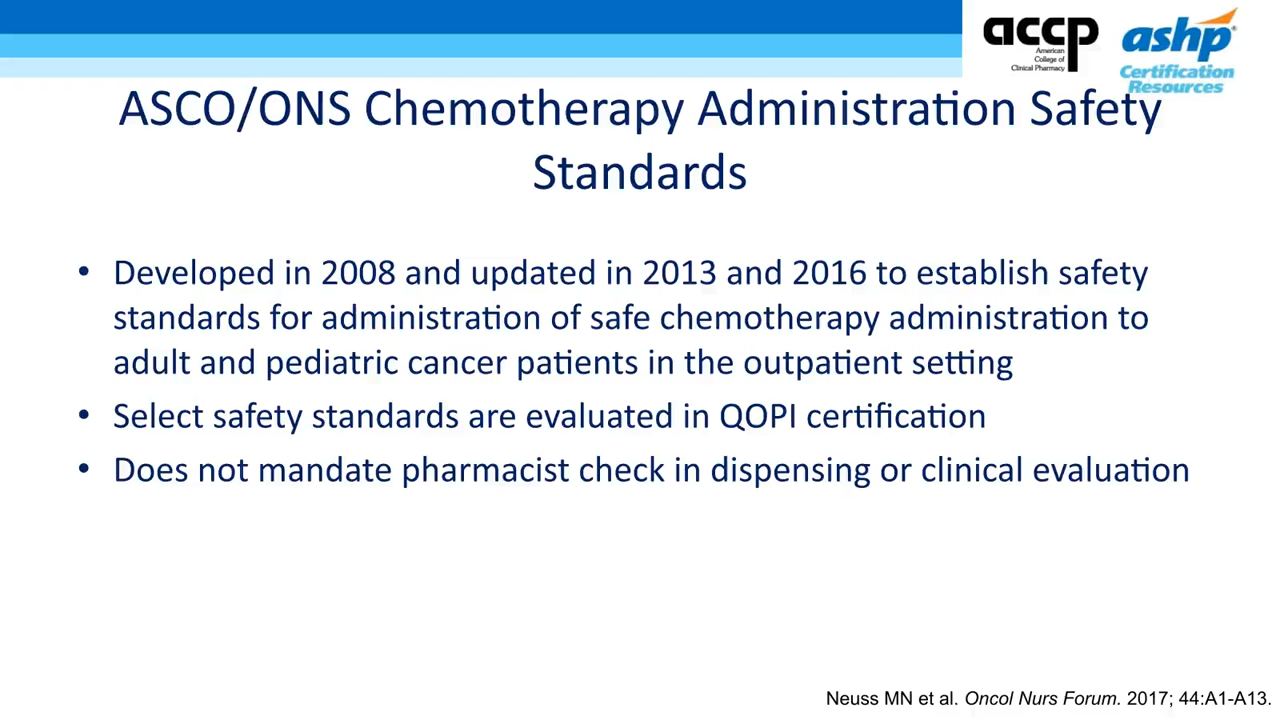 accp
American
College of
Clinical Pharmacy
ashp®
Certification
Resources
ASCO/ONS Chemotherapy Administration Safety
Standards
• Developed in 2008 and updated in 2013 and 2016 to establish safety
standards for administration of safe chemotherapy administration to
adult and pediatric cancer patients in the outpatient setting
• Select safety standards are evaluated in QOPI certification
• Does not mandate pharmacist check in dispensing or clinical evaluation
Neuss MN et al. Oncol Nurs Forum. 2017; 44:A1-A13.